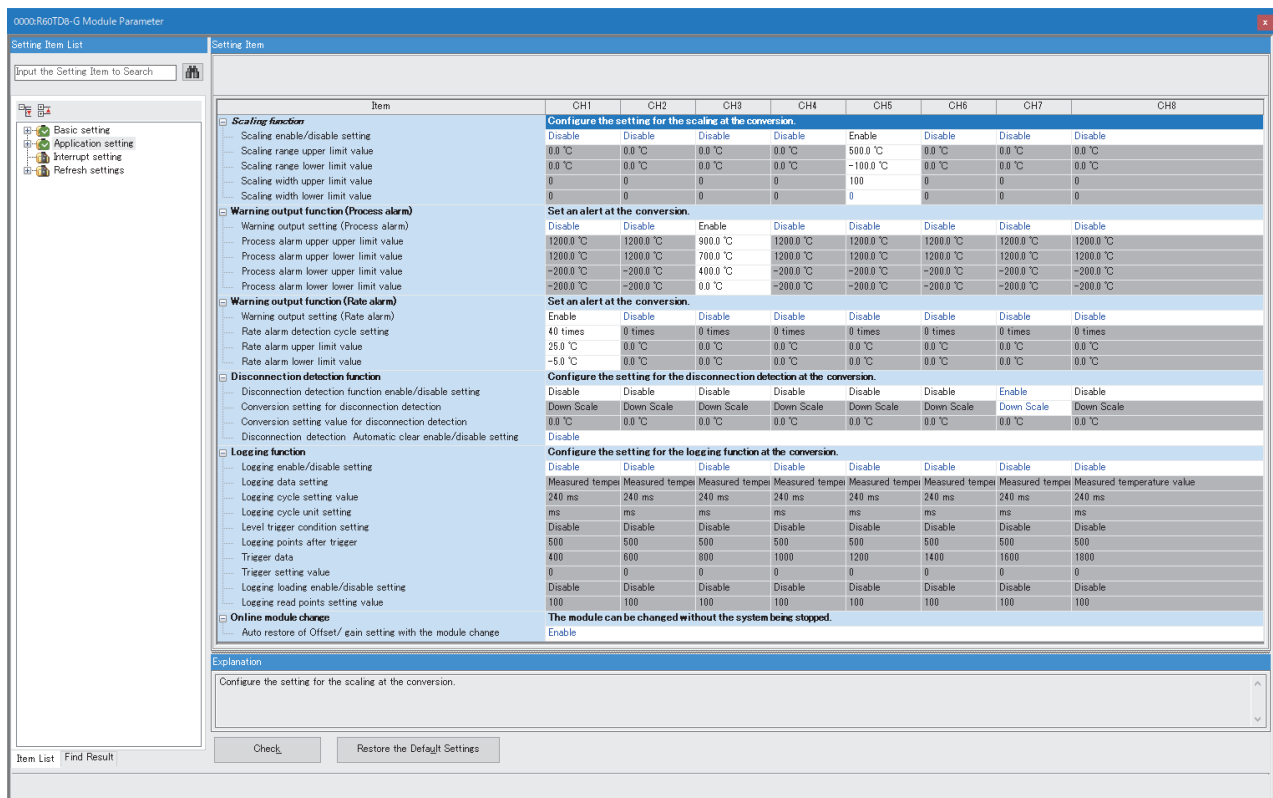 0000:R60TD8-G Module Parameter
Setting Item List
Setting Item
Input the Setting Item to Search
Basic setting
Application setting
Interrupt setting
Refresh settings
Item CH1 CH2 CH3 CH4 CH5 CH6 CH7 CH8
Scaling function Configure the setting for the scaling at the conversion.
Scaling enable/disable setting Disable Disable Disable Disable Enable Disable Disable Disable
Scaling range upper limit value 0.0 ℃ 0.0 ℃ 0.0 ℃ 0.0 ℃ 500.0 ℃ 0.0 ℃ 0.0 ℃ 0.0 ℃
Scaling range lower limit value 0.0 ℃ 0.0 ℃ 0.0 ℃ 0.0 ℃ -100.0 ℃ 0.0 ℃ 0.0 ℃ 0.0 ℃
Scaling width upper limit value 0 0 0 0 100 0 0 0
Scaling width lower limit value 0 0 0 0 0 0 0 0
Warning output function (Process alarm) Set an alert at the conversion.
Warning output setting (Process alarm) Disable Disable Enable Disable Disable Disable Disable Disable
Process alarm upper upper limit value 1200.0 ℃ 1200.0 ℃ 900.0 ℃ 1200.0 ℃ 1200.0 ℃ 1200.0 ℃ 1200.0 ℃ 1200.0 ℃
Process alarm upper lower limit value 1200.0 ℃ 1200.0 ℃ 700.0 ℃ 1200.0 ℃ 1200.0 ℃ 1200.0 ℃ 1200.0 ℃ 1200.0 ℃
Process alarm lower upper limit value -200.0 ℃ -200.0 ℃ 400.0 ℃ -200.0 ℃ -200.0 ℃ -200.0 ℃ -200.0 ℃ -200.0 ℃
Process alarm lower lower limit value -200.0 ℃ -200.0 ℃ 0.0 ℃ -200.0 ℃ -200.0 ℃ -200.0 ℃ -200.0 ℃ -200.0 ℃
Warning output function (Rate alarm) Set an alert at the conversion.
Warning output setting (Rate alarm) Enable Disable Disable Disable Disable Disable Disable Disable
Rate alarm detection cycle setting 40 times 0 times 0 times 0 times 0 times 0 times 0 times 0 times
Rate alarm upper limit value 25.0 ℃ 0.0 ℃ 0.0 ℃ 0.0 ℃ 0.0 ℃ 0.0 ℃ 0.0 ℃ 0.0 ℃
Rate alarm lower limit value -5.0 ℃ 0.0 ℃ 0.0 ℃ 0.0 ℃ 0.0 ℃ 0.0 ℃ 0.0 ℃ 0.0 ℃
Disconnection detection function Configure the setting for the disconnection detection at the conversion.
Disconnection detection function enable/disable setting Disable Disable Disable Disable Disable Disable Enable Disable
Conversion setting for disconnection detection Down Scale Down Scale Down Scale Down Scale Down Scale Down Scale Down Scale Down Scale
Conversion setting value for disconnection detection 0.0 ℃ 0.0 ℃ 0.0 ℃ 0.0 ℃ 0.0 ℃ 0.0 ℃ 0.0 ℃ 0.0 ℃
Disconnection detection Automatic clear enable/disable setting Disable
Logging function Configure the setting for the logging function at the conversion.
Logging enable/disable setting Disable Disable Disable Disable Disable Disable Disable Disable
Logging data setting Measured tempe Measured tempe Measured tempe Measured tempe Measured tempe Measured tempe Measured tempe Measured temperature value
Logging cycle setting value 240 ms 240 ms 240 ms 240 ms 240 ms 240 ms 240 ms 240 ms
Logging cycle unit setting ms ms ms ms ms ms ms ms
Level trigger condition setting Disable Disable Disable Disable Disable Disable Disable Disable
Logging points after trigger 500 500 500 500 500 500 500 500
Trigger data 400 600 800 1000 1200 1400 1600 1800
Trigger setting value 0 0 0 0 0 0 0 0
Logging loading enable/disable setting Disable Disable Disable Disable Disable Disable Disable Disable
Logging read points setting value 100 100 100 100 100 100 100 100
Online module change The module can be changed without the system being stopped.
Auto restore of Offset/ gain setting with the module change Enable
Explanation
Configure the setting for the scaling at the conversion.
Check Restore the Default Settings
Item List Find Result